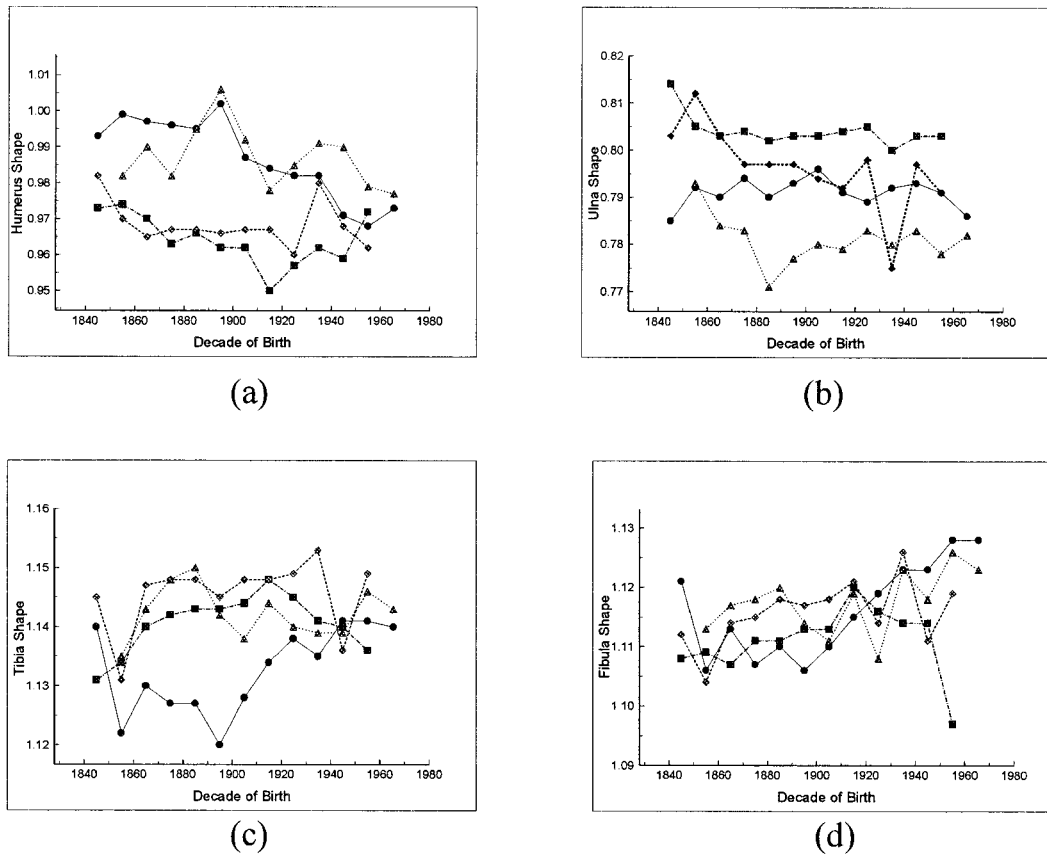 1.01
1.00
0.99
0.98
0.97
0.96
0.95
Humerus Shape
1840 1860 1880 1900 1920 1940 1960 1980
Decade of Birth
(a)
0.82
0.81
0.80
0.79
0.78
0.77
Ulna Shape
1840 1860 1880 1900 1920 1940 1960 1980
Decade of Birth
(b)
1.16
1.15
1.14
1.13
1.12
Tibia Shape
1840 1860 1880 1900 1920 1940 1960 1980
Decade of Birth
(c)
1.13
1.12
1.11
1.10
1.09
Fibula Shape
1840 1860 1880 1900 1920 1940 1960 1980
Decade of Birth
(d)